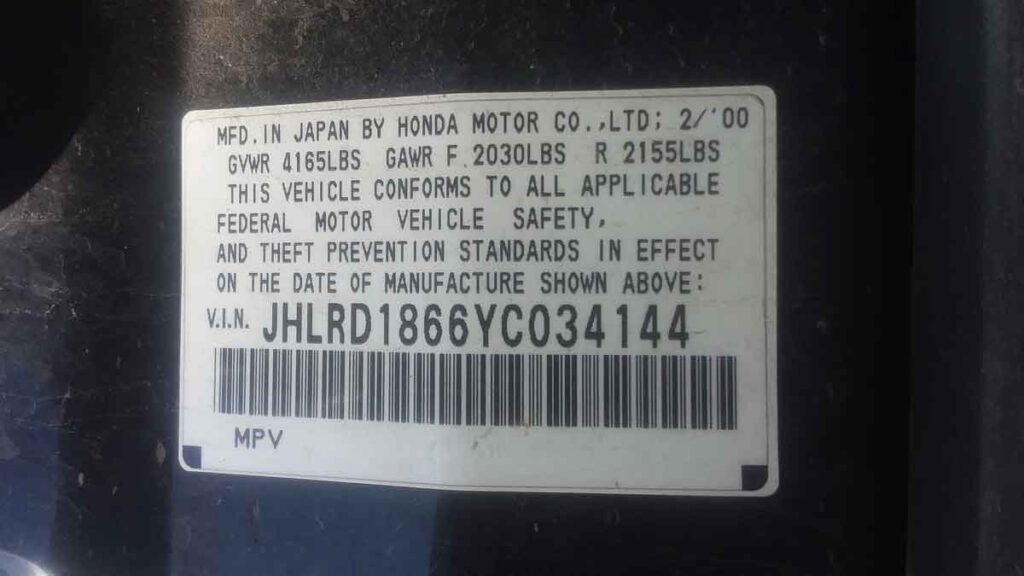 MFD. IN JAPAN BY HONDA MOTOR CO.,LTD; 2/'00
GVWR 4165LBS GAWR F 2030LBS R 2155LBS
THIS VEHICLE CONFORMS TO ALL APPLICABLE
FEDERAL MOTOR VEHICLE SAFETY,
AND THEFT PREVENTION STANDARDS IN EFFECT
ON THE DATE OF MANUFACTURE SHOWN ABOVE:
V.I.N. JHLRD1866YC034144
MPV